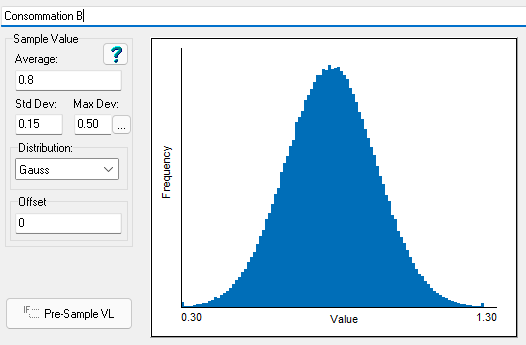 Consommation B
Sample Value
?
Average:
0.8
Std Dev: Max Dev:
0.15 0.50 ...
Distribution:
Gauss
Offset
0
IF Pre-Sample VL
Frequency
0.30 Value 1.30